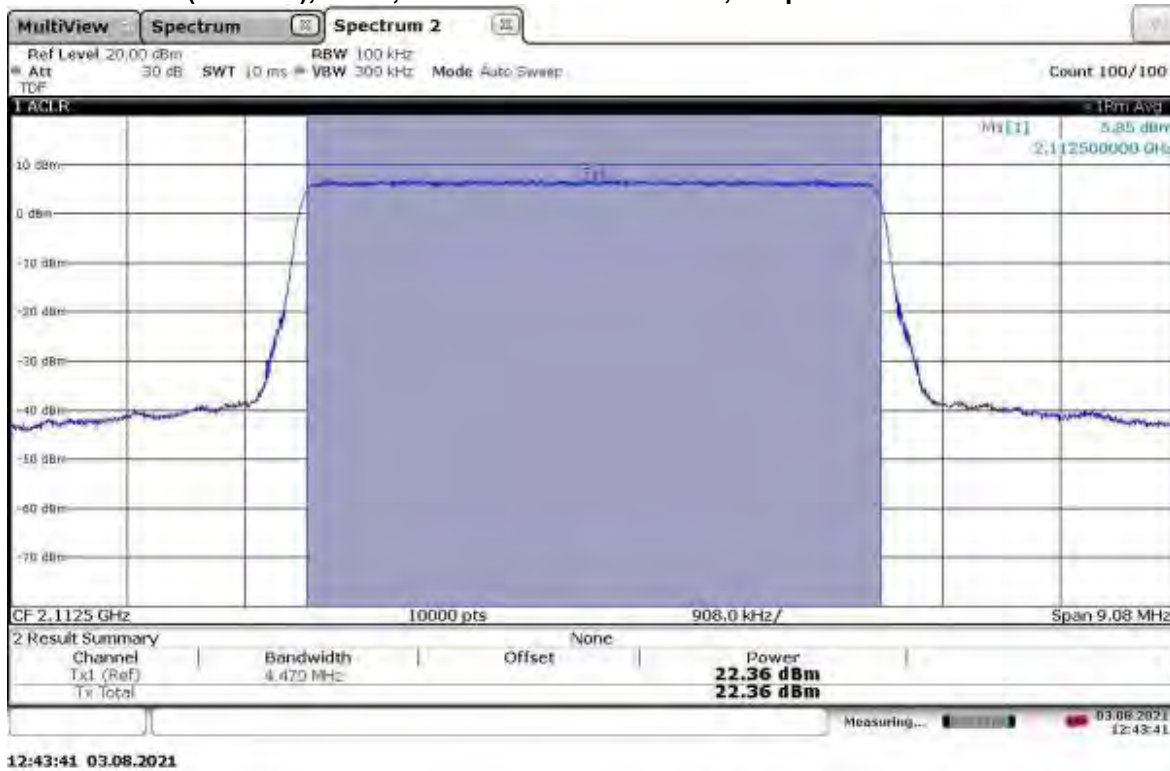 MultiView Spectrum Spectrum 2
Ref Level 20.00 dBm RBW 100 kHz
Att 30 dB SWT 10 ms VBW 300 kHz Mode Auto Sweep Count 100/100
TDF
1 ACLR 1Rm Avg
[1] 5.85 dBm
2.112500000 GHz
Tx1
10 dBm
0 dBm
-10 dBm
-20 dBm
-30 dBm
-40 dBm
-50 dBm
-60 dBm
-70 dBm
CF 2.1125 GHz 10000 pts 908.0 kHz/ Span 9.08 MHz
2 Result Summary None
Channel | Bandwidth | Offset | Power |
Tx1 (Ref) 4.470 MHz 22.36 dBm
Tx Total 22.36 dBm
Measuring... 03.08.2021
12:43:41
12:43:41 03.08.2021